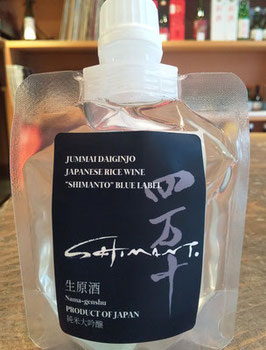 JUMMAI DAIGINJO
JAPANESE RICE WINE
"SHIMANTO" BLUE LABEL
四万十
SHIMANTO.
生原酒
Nama-genshu
PRODUCT OF JAPAN
純米大吟醸